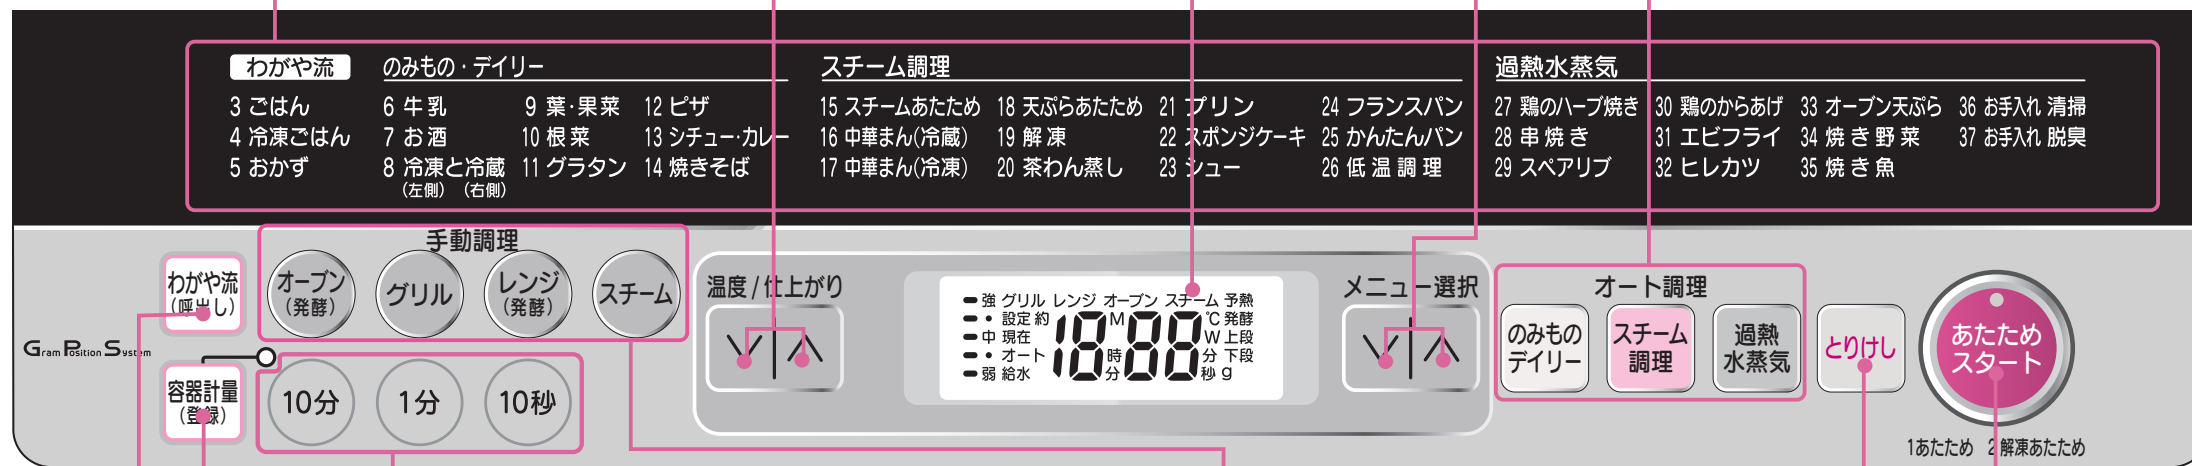 わがや流 のみもの・デイリー スチーム調理 過熱水蒸気
3 ごはん 6 牛乳 9 葉・果菜 12 ピザ 15 スチームあたため 18 天ぷらあたため 21 プリン 24 フランスパン 27 鶏のハーブ焼き 30 鶏のからあげ 33 オーブン天ぷら 36 お手入れ 清掃
4 冷凍ごはん 7 お酒 10 根菜 13 シチュー・カレー 16 中華まん(冷蔵) 19 解凍 22 スポンジケーキ 25 かんたんパン 28 串焼き 31 エビフライ 34 焼き野菜 37 お手入れ 脱臭
5 おかず 8 冷凍と冷蔵 11 グラタン 14 焼きそば 17 中華まん(冷凍) 20 茶わん蒸し 23 シュー 26 低温調理 29 スペアリブ 32 ヒレカツ 35 焼き魚
(左側) (右側)
手動調理
わがや流
(呼出し)
オーブン
(発酵)
グリル
レンジ
(発酵)
スチーム
Gram Position System
容器計量
(登録)
10分 1分 10秒
温度/仕上がり
強 グリル レンジ オーブン スチーム 予熱
・ 設定 約 M ℃ 発酵
中 現在 18 88 W 上段
・ オート 時 分 下段
弱 給水 分 秒 g
メニュー選択
オート調理
のみもの
デイリー
スチーム
調理
過熱
水蒸気
とりけし
あたため
スタート
1あたため 2 解凍あたため